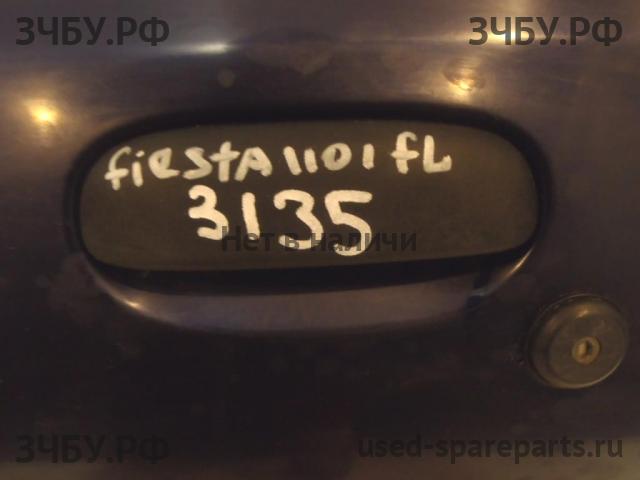 ЗЧБУ.РФ ЗЧБУ.РФ
fiestA 1101 fL
3135
Нет в наличи
ЗЧБУ.РФ used-spareparts.ru